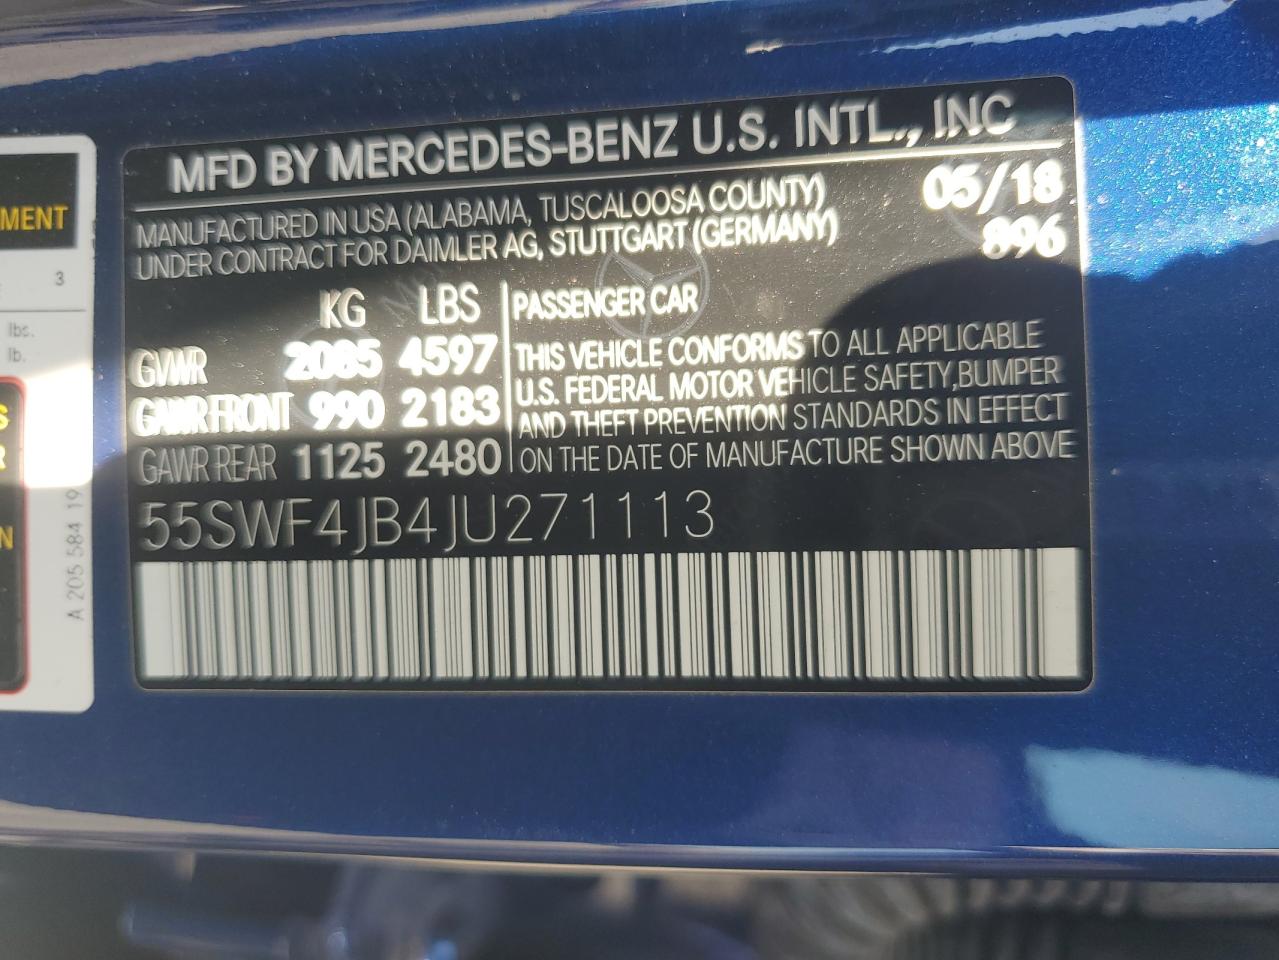 MFD BY MERCEDES-BENZ U.S. INTL., INC
MANUFACTURED IN USA (ALABAMA, TUSCALOOSA COUNTY)
UNDER CONTRACT FOR DAIMLER AG, STUTTGART (GERMANY)
05/18
896
KG LBS
GVWR 2085 4597
GAWR FRONT 990 2183
GAWR REAR 1125 2480
PASSENGER CAR
THIS VEHICLE CONFORMS TO ALL APPLICABLE
U.S. FEDERAL MOTOR VEHICLE SAFETY, BUMPER
AND THEFT PREVENTION STANDARDS IN EFFECT
ON THE DATE OF MANUFACTURE SHOWN ABOVE
55SWF4JB4JU271113
MENT
3
lbs.
lb.
S
R
N
A 205 584 19